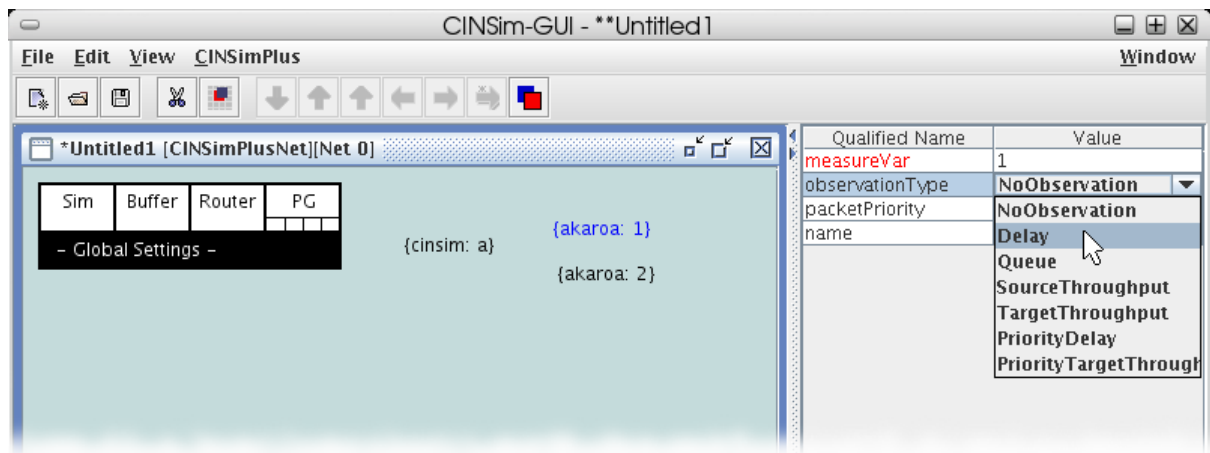 CINSim-GUI - **Untitled1
File Edit View CINSimPlus Window
*Untitled1 [CINSimPlusNet][Net 0]
Sim Buffer Router PG
– Global Settings –
{cinsim: a}
{akaroa: 1}
{akaroa: 2}
Qualified Name Value
measureVar 1
observationType NoObservation
packetPriority
name
NoObservation
Delay
Queue
SourceThroughput
TargetThroughput
PriorityDelay
PriorityTargetThrough